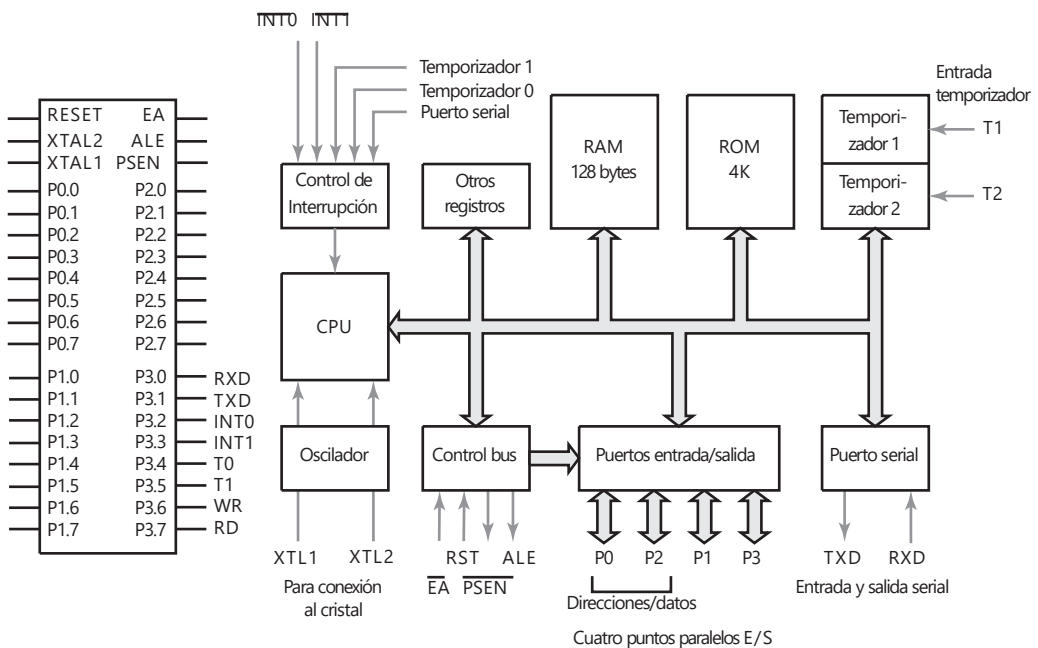 INT0 INT1
Temporizador 1
Temporizador 0
Puerto serial
Entrada
temporizador
RESET EA
XTAL2 ALE
XTAL1 PSEN
P0.0 P2.0
P0.1 P2.1
P0.2 P2.2
P0.3 P2.3
P0.4 P2.4
P0.5 P2.5
P0.6 P2.6
P0.7 P2.7
P1.0 P3.0 RXD
P1.1 P3.1 TXD
P1.2 P3.2 INT0
P1.3 P3.3 INT1
P1.4 P3.4 T0
P1.5 P3.5 T1
P1.6 P3.6 WR
P1.7 P3.7 RD
Control de
Interrupción
Otros
registros
RAM
128 bytes
ROM
4K
Tempori-
zador 1
T1
Tempori-
zador 2
T2
CPU
Oscilador
Control bus
Puertos entrada/salida
Puerto serial
XTL1 XTL2
Para conexión
al cristal
RST ALE
EA PSEN
P0 P2 P1 P3
Direcciones/datos
Cuatro puntos paralelos E/S
TXD RXD
Entrada y salida serial